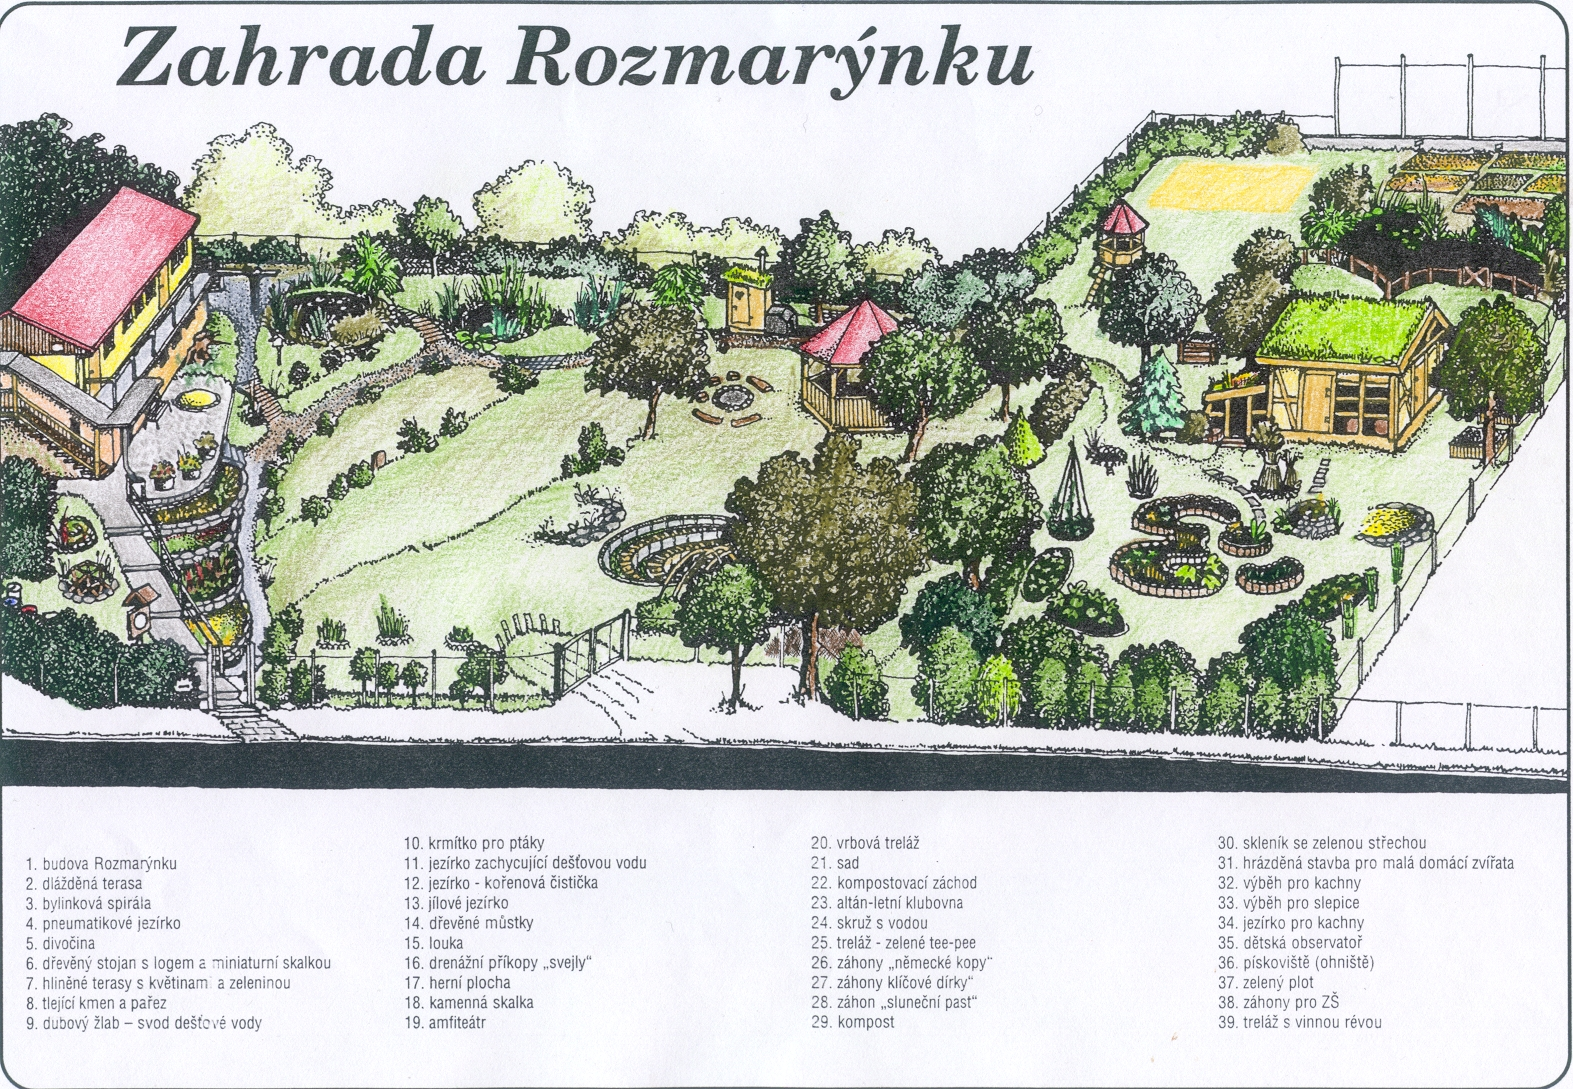 Zahrada Rozmarýnku
1. budova Rozmarýnku
2. dlážděná terasa
3. bylinková spirála
4. pneumatikové jezírko
5. divočina
6. dřevěný stojan s logem a miniaturní skalkou
7. hliněné terasy s květinami a zeleninou
8. tlející kmen a pařez
9. dubový žlab – svod dešťové vody
10. krmítko pro ptáky
11. jezírko zachycující dešťovou vodu
12. jezírko - kořenová čistička
13. jílové jezírko
14. dřevěné můstky
15. louka
16. drenážní příkopy „svejly“
17. herní plocha
18. kamenná skalka
19. amfiteátr
20. vrbová treláž
21. sad
22. kompostovací záchod
23. altán-letní klubovna
24. skruž s vodou
25. treláž - zelené tee-pee
26. záhony „německé kopy“
27. záhony klíčové dírky“
28. záhon „sluneční past“
29. kompost
30. skleník se zelenou střechou
31. hrázděná stavba pro malá domácí zvířata
32. výběh pro kachny
33. výběh pro slepice
34. jezírko pro kachny
35. dětská observatoř
36. pískoviště (ohniště)
37. zelený plot
38. záhony pro ZŠ
39. treláž s vinnou révou